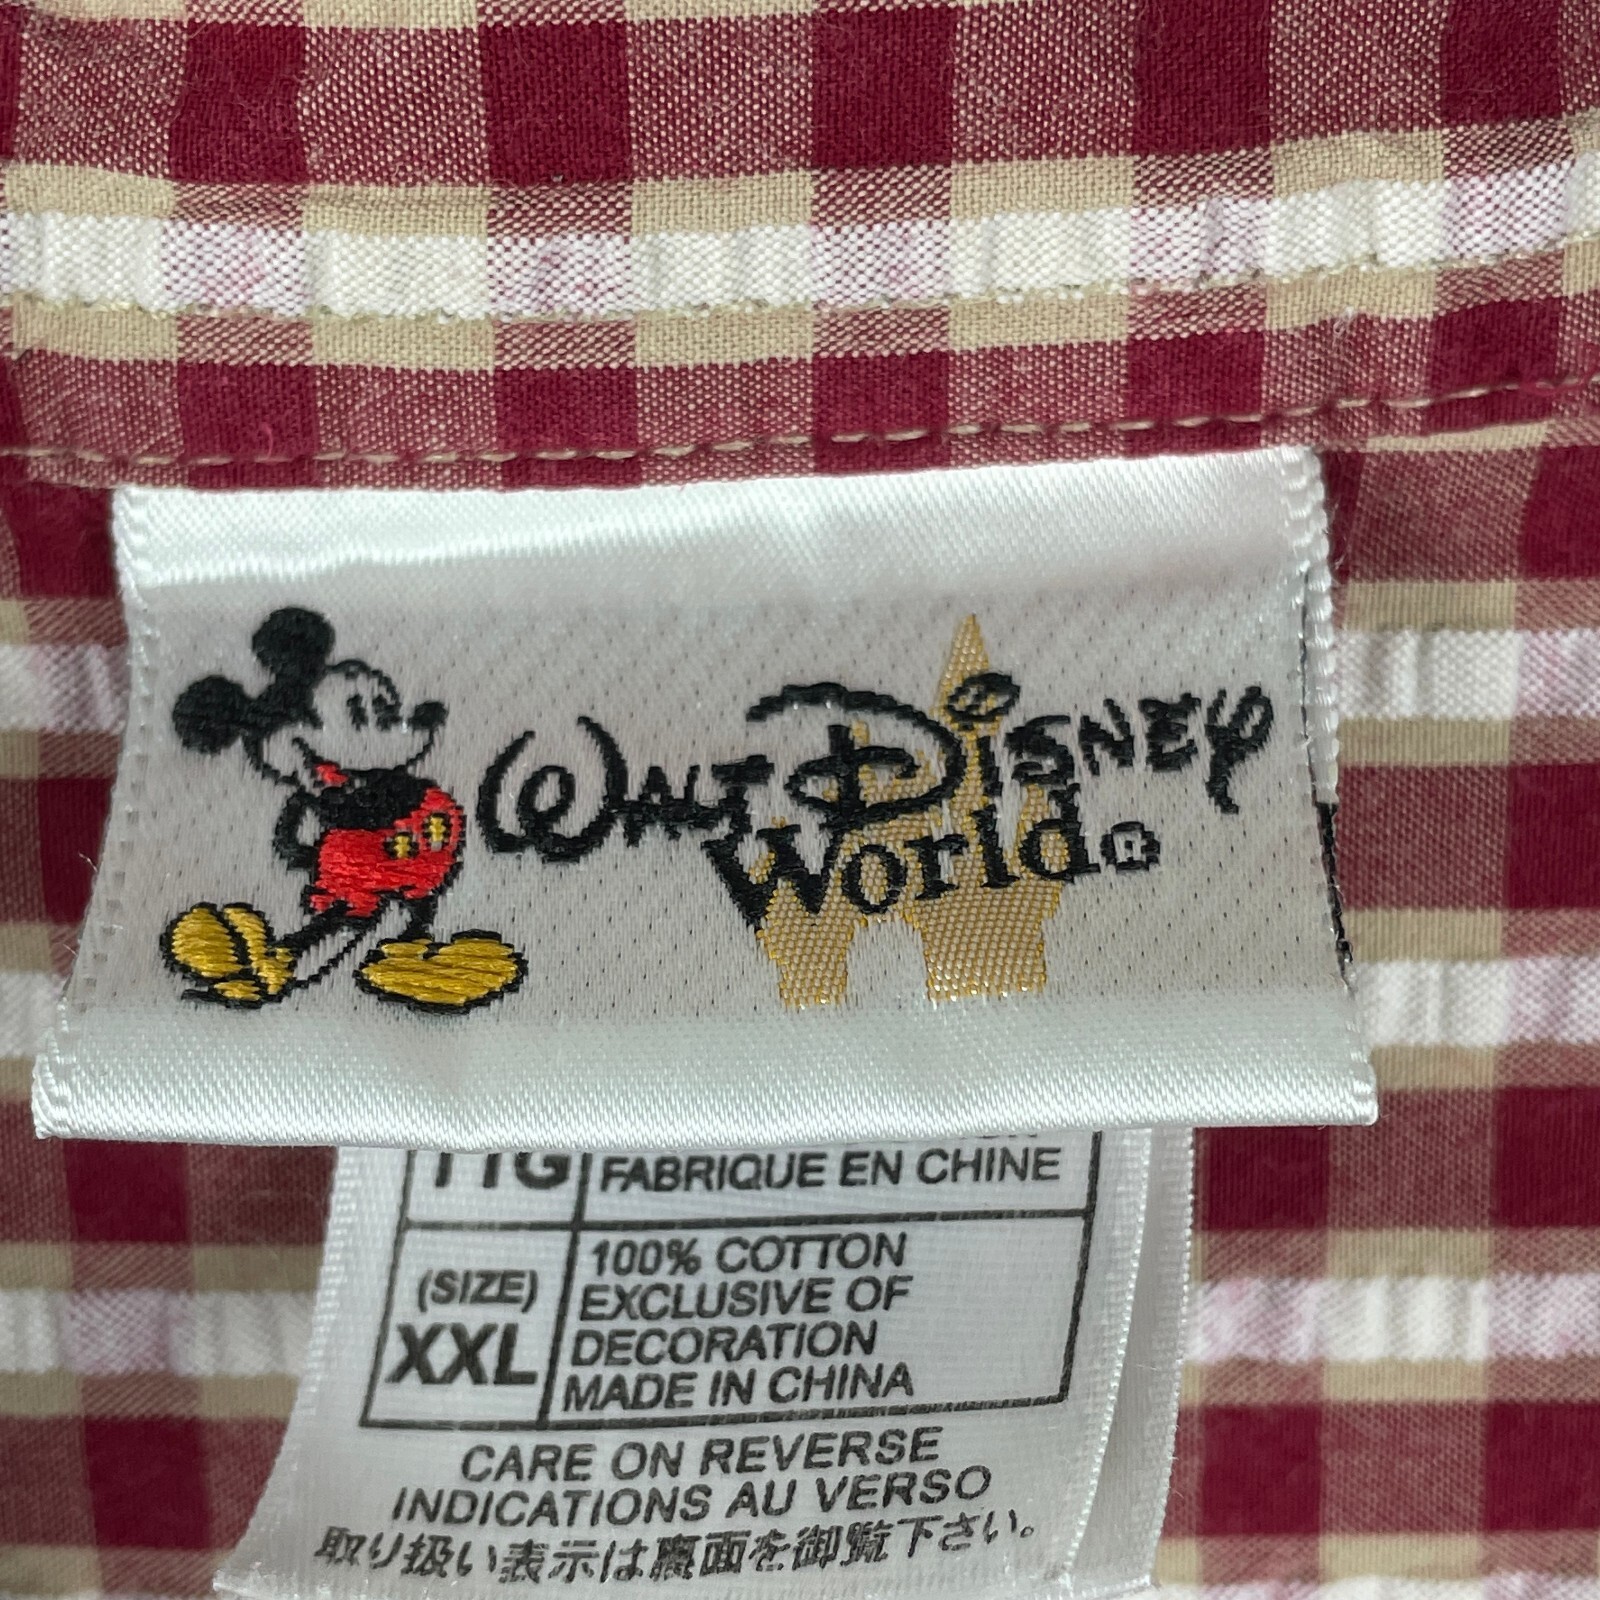 WALT DISNEY
World®
TTG
FABRIQUE EN CHINE
(SIZE)
XXL
100% COTTON
EXCLUSIVE OF
DECORATION
MADE IN CHINA
CARE ON REVERSE
INDICATIONS AU VERSO
取り扱い表示は裏面を御覧下さい。